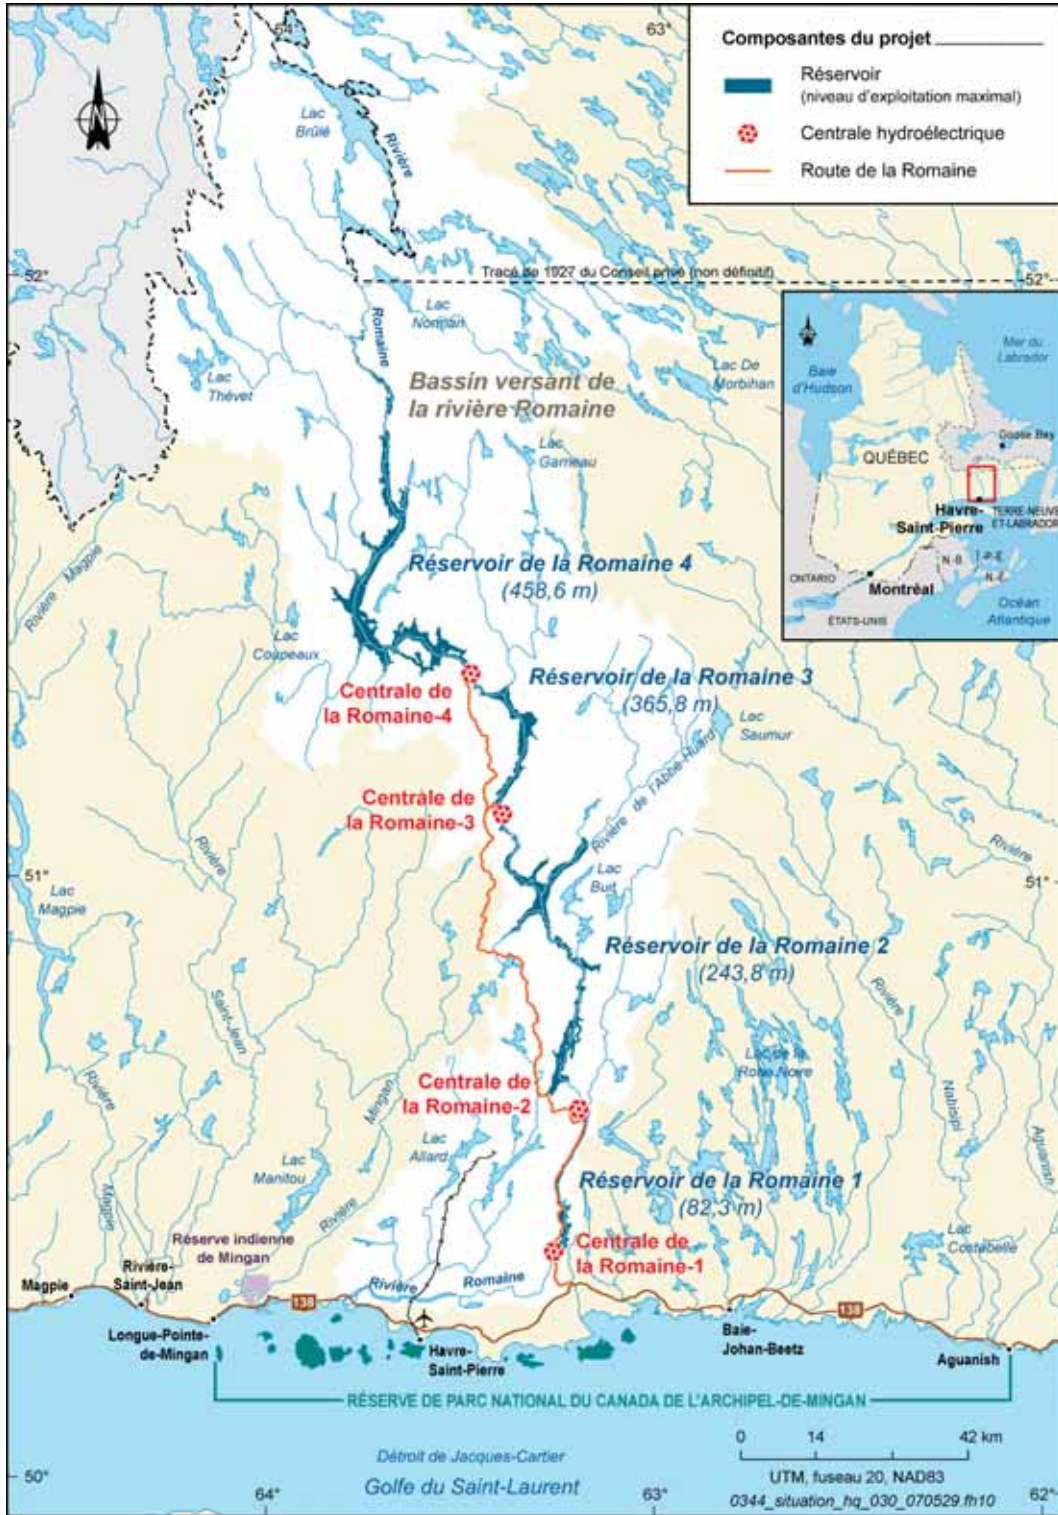 64°
63°
Composantes du projet
Réservoir
(niveau d'exploitation maximal)
Centrale hydroélectrique
Route de la Romaine
N
Lac
Brûlé
Rivière
52°
Tracé de 1927 du Conseil privé (non définitif)
52°
Romaine
Lac
Norman
Lac
Thévet
Lac De
Morbihan
Bassin versant de
la rivière Romaine
Lac
Garneau
Baie
d'Hudson
Mer du
Labrador
Goose Bay
QUÉBEC
Havre-
Saint-Pierre
TERRE-NEUVE
ET-LABRADOR
N.-B.
Î.-P.-É.
N.-É.
ONTARIO
Montréal
ÉTATS-UNIS
Océan
Atlantique
Rivière Magpie
Réservoir de la Romaine 4
(458,6 m)
Lac
Coupeaux
Centrale de
la Romaine-4
Réservoir de la Romaine 3
(365,8 m)
Lac
Saumur
Rivière de l'Abbé-Huard
Centrale de
la Romaine-3
Rivière
Rivière
51°
51°
Lac
Magpie
Lac
Buit
Réservoir de la Romaine 2
(243,8 m)
Rivière
Saint-Jean
Rivière
Mingan
Centrale de
la Romaine-2
Lac de la
Robe Noire
Nabisipi
Aguanish
Lac
Allard
Lac
Manitou
Magpie
Rivière
Réservoir de la Romaine 1
(82,3 m)
Réserve indienne
de Mingan
Lac
Costebelle
Centrale de
la Romaine-1
Rivière
Romaine
Magpie
Rivière-
Saint-Jean
138
138
Longue-Pointe-
de-Mingan
Havre-
Saint-Pierre
Baie-
Johan-Beetz
Aguanish
RÉSERVE DE PARC NATIONAL DU CANADA DE L'ARCHIPEL-DE-MINGAN
0 14 42 km
Détroit de Jacques-Cartier
Golfe du Saint-Laurent
UTM, fuseau 20, NAD83
0344_situation_hq_030_070529.fh10
50°
64°
63°
62°